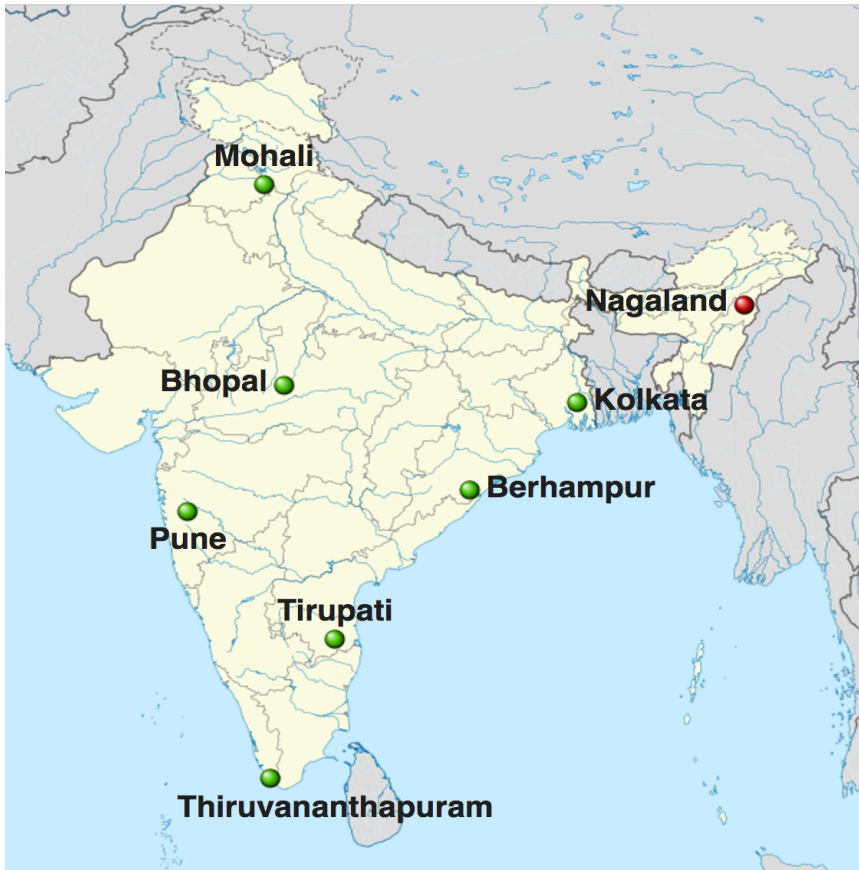 Mohali
Nagaland
Bhopal
Kolkata
Berhampur
Pune
Tirupati
Thiruvananthapuram